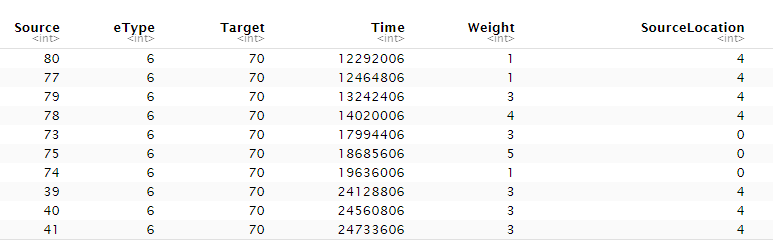 Source eType Target Time Weight SourceLocation
<int> <int> <int> <int> <int> <int>
80 6 70 12292006 1 4
77 6 70 12464806 1 4
79 6 70 13242406 3 4
78 6 70 14020006 4 4
73 6 70 17994406 3 0
75 6 70 18685606 5 0
74 6 70 19636006 1 0
39 6 70 24128806 3 4
40 6 70 24560806 3 4
41 6 70 24733606 3 4